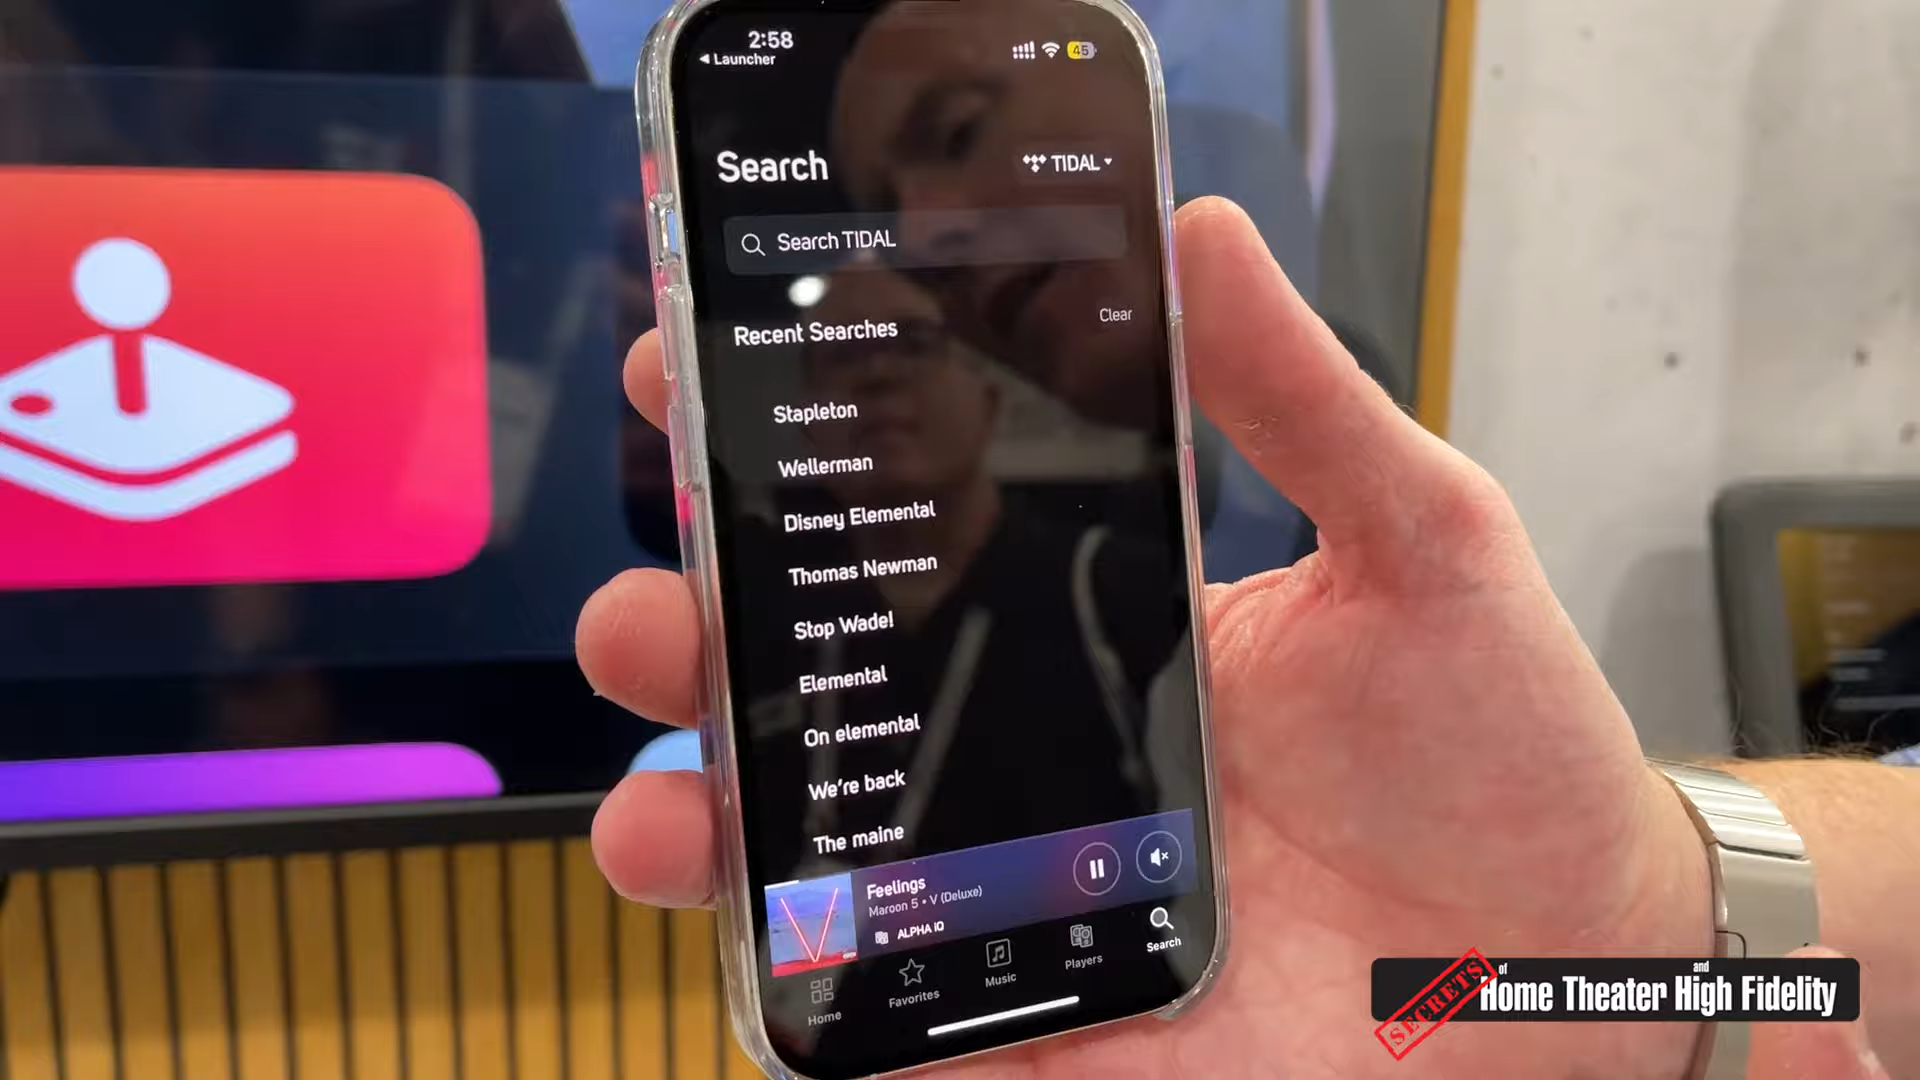 2:58
45
◄ Launcher
Search
TIDAL
Search TIDAL
Recent Searches
Clear
Stapleton
Wellerman
Disney Elemental
Thomas Newman
Stop Wade!
Elemental
On elemental
We're back
The maine
Feelings
Maroon 5 • V (Deluxe)
ALPHA iQ
Home
Favorites
Music
Players
Search
SECRETS of Home Theater and High Fidelity